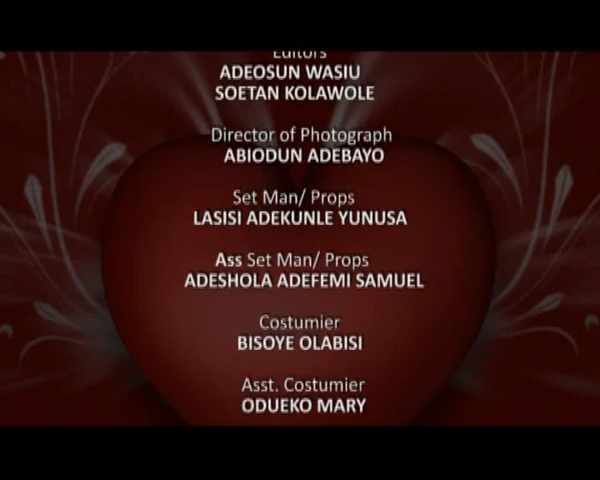 Editors
ADEOSUN WASIU
SOETAN KOLAWOLE
Director of Photograph
ABIODUN ADEBAYO
Set Man/ Props
LASISI ADEKUNLE YUNUSA
Ass Set Man/ Props
ADESHOLA ADEFEMI SAMUEL
Costumier
BISOYE OLABISI
Asst. Costumier
ODUEKO MARY